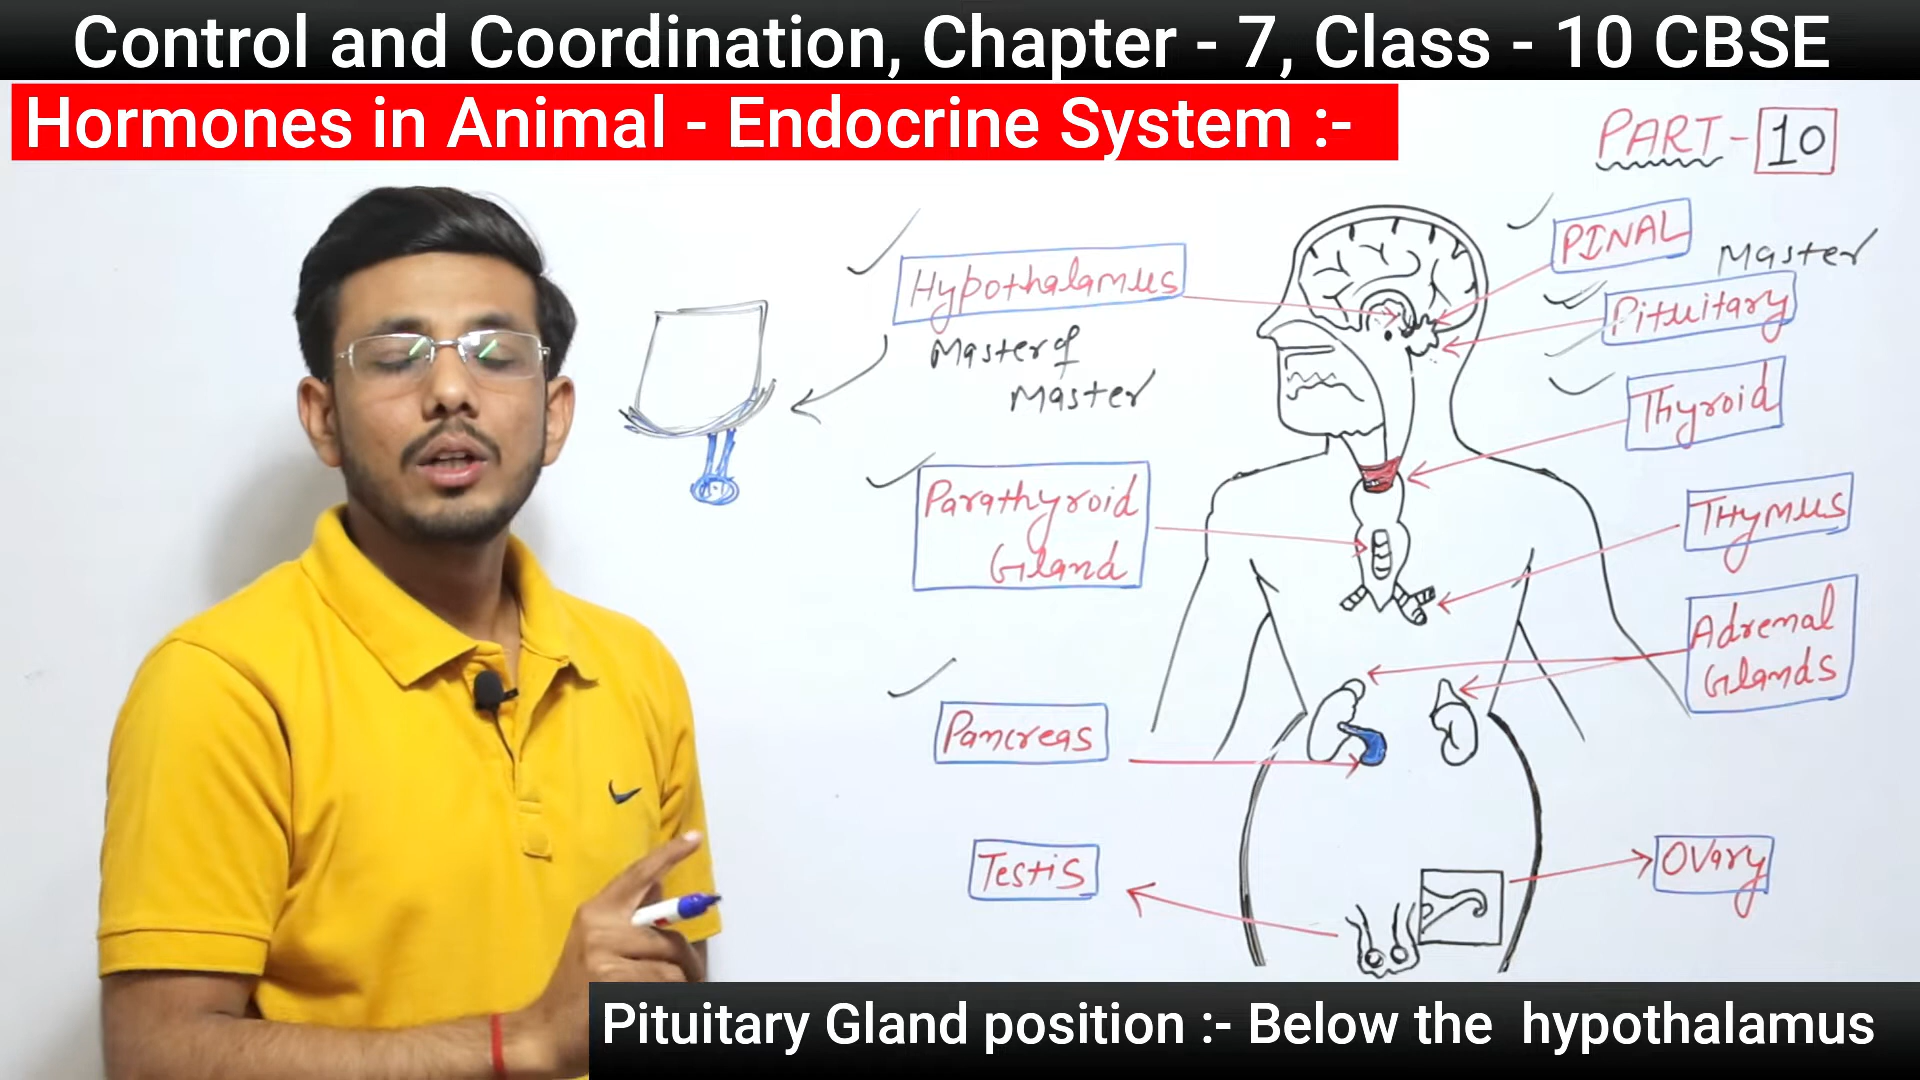 Control and Coordination, Chapter - 7, Class - 10 CBSE
Hormones in Animal - Endocrine System :-
PART - 10
PINAL
Master
Hypothalamus
Pituitary
Master of
Master
Thyroid
Parathyroid
Gland
THYMUS
Adrenal
Glands
Pancreas
Testis
OVary
Pituitary Gland position :- Below the hypothalamus